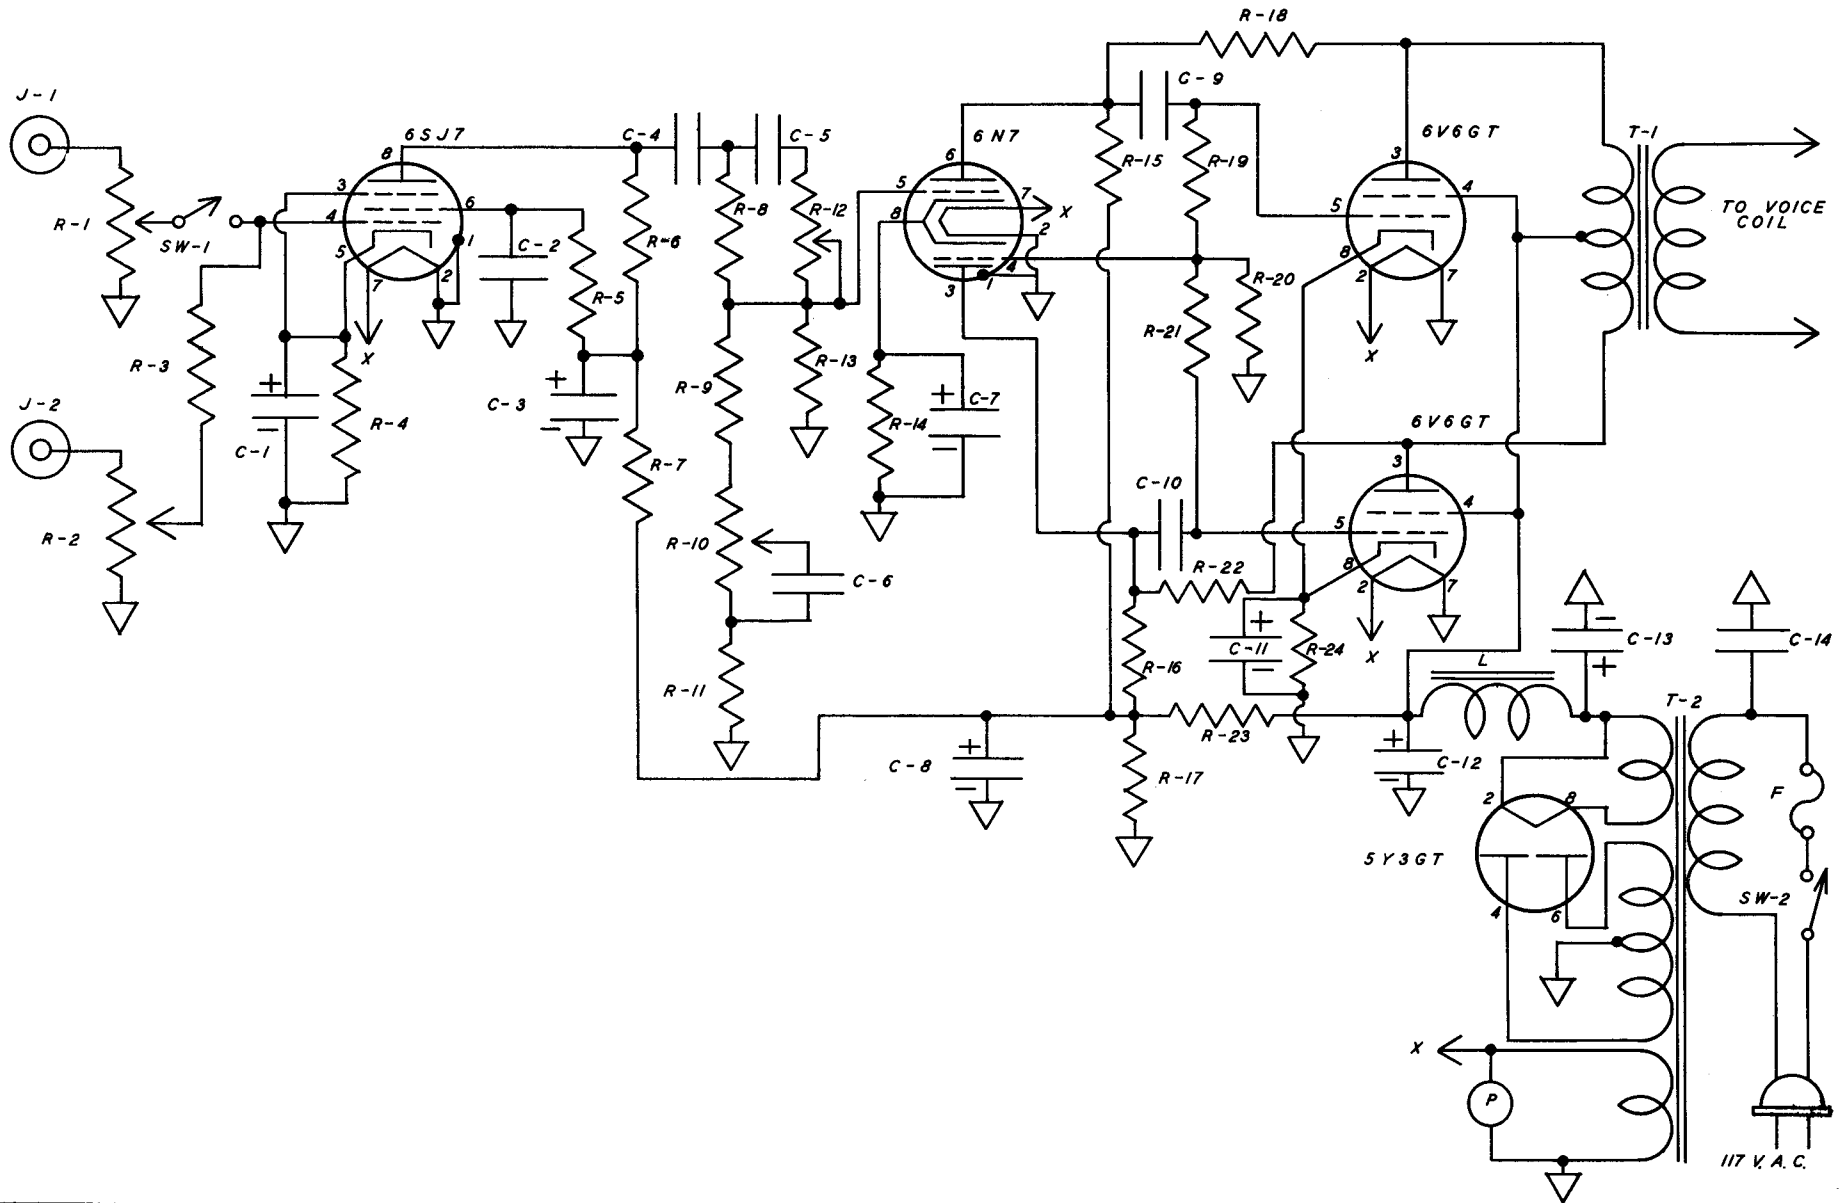 R-18
J-1
C-9
6SJ7
C-4
C-5
6N7
6V6GT
T-1
8
6
3
R-15
R-19
3
6
5
7
4
4
R-8
R-12
8
X
5
TO VOICE
COIL
R-1
SW-1
5
1
C-2
R-6
2
8
7
2
4
1
3
2
7
R-5
R-20
X
R-21
X
R-3
R-13
R-9
+
+
C-3
-
+
C-7
-
J-2
-
R-4
R-14
6V6GT
C-1
R-7
3
C-10
4
5
R-2
R-10
8
R-22
2
7
C-6
+
-
C-13
+
C-14
C-11
-
R-24
X
L
R-16
R-11
T-2
R-23
+
C-8
-
+
C-12
-
R-17
2
8
F
5Y3GT
SW-2
4
6
X
P
117 V. A. C.